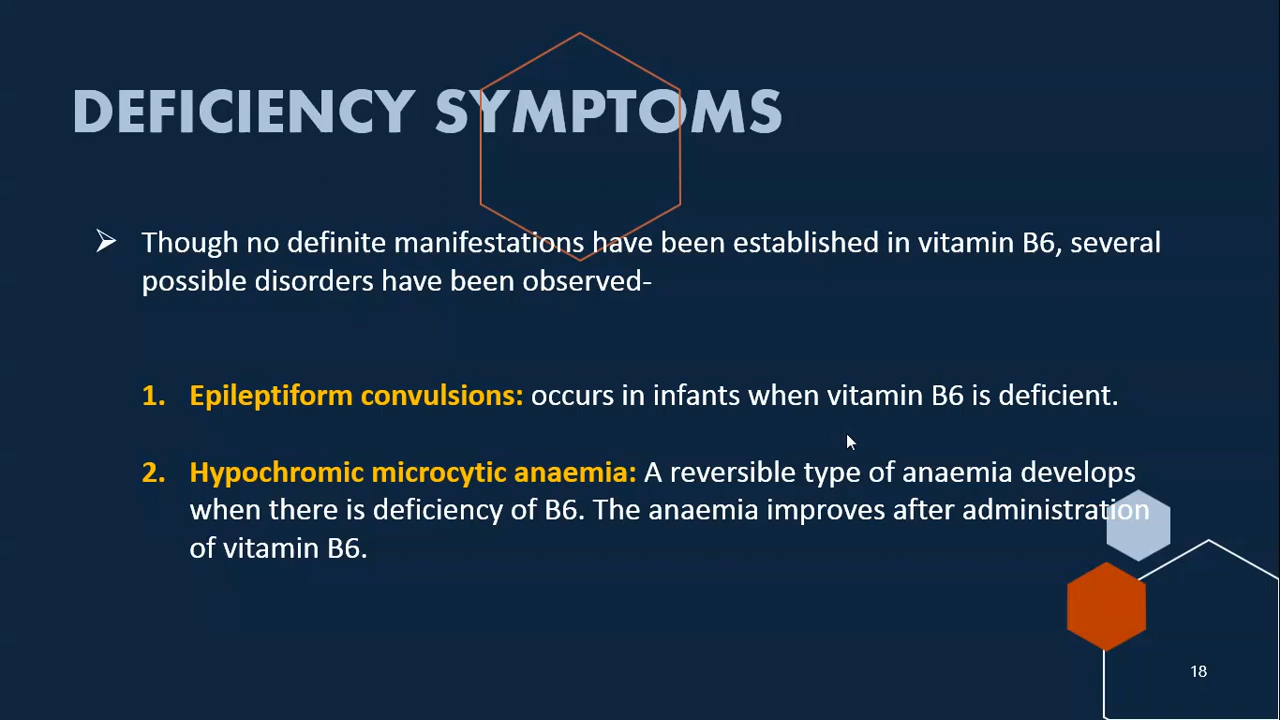 DEFICIENCY SYMPTOMS
Though no definite manifestations have been established in vitamin B6, several
possible disorders have been observed-
1. Epileptiform convulsions: occurs in infants when vitamin B6 is deficient.
2. Hypochromic microcytic anaemia: A reversible type of anaemia develops
when there is deficiency of B6. The anaemia improves after administration
of vitamin B6.
18